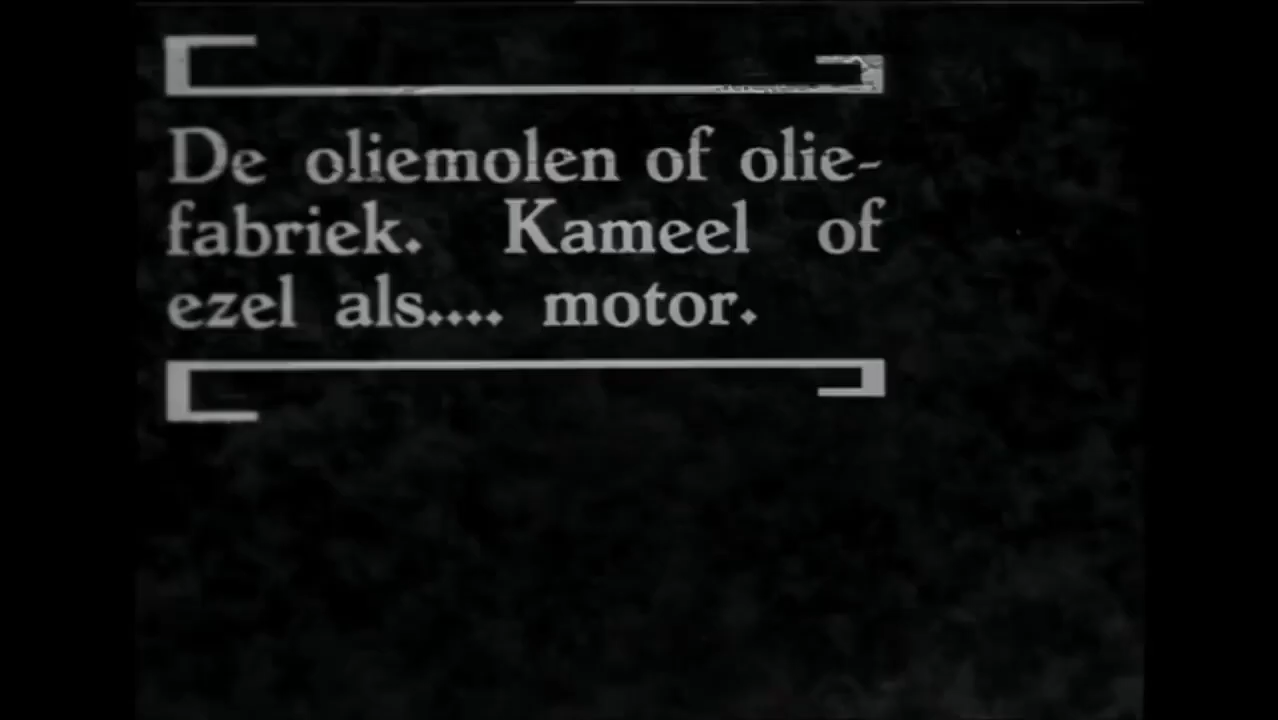 De oliemolen of olie-
fabriek. Kameel of
ezel als.... motor.